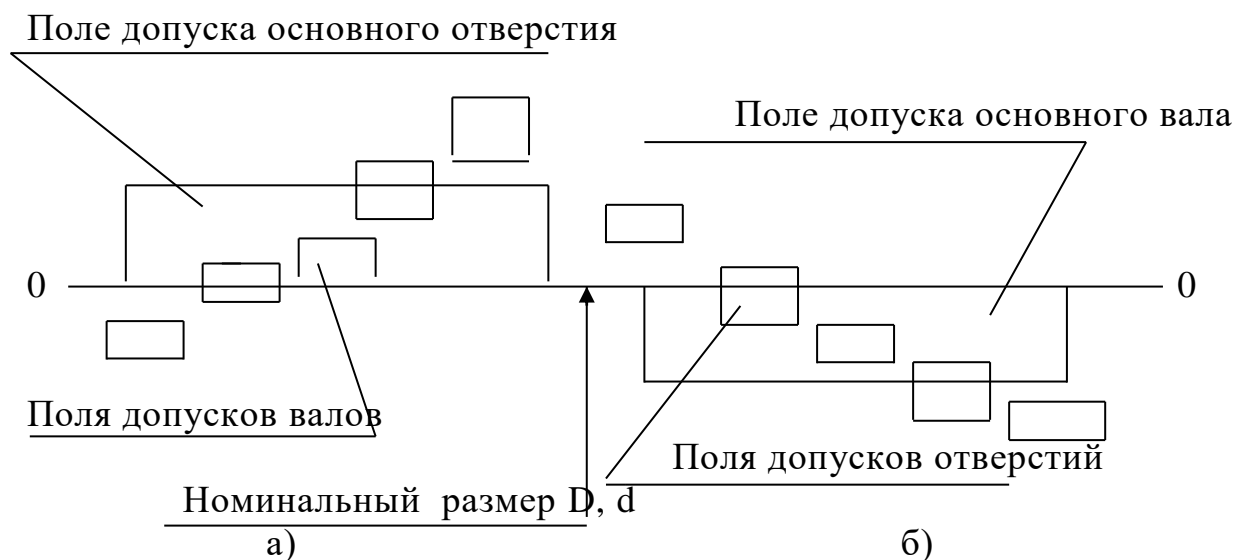 Поле допуска основного отверстия
Поле допуска основного вала
0
0
Поля допусков валов
Поля допусков отверстий
Номинальный размер D, d
а)
б)